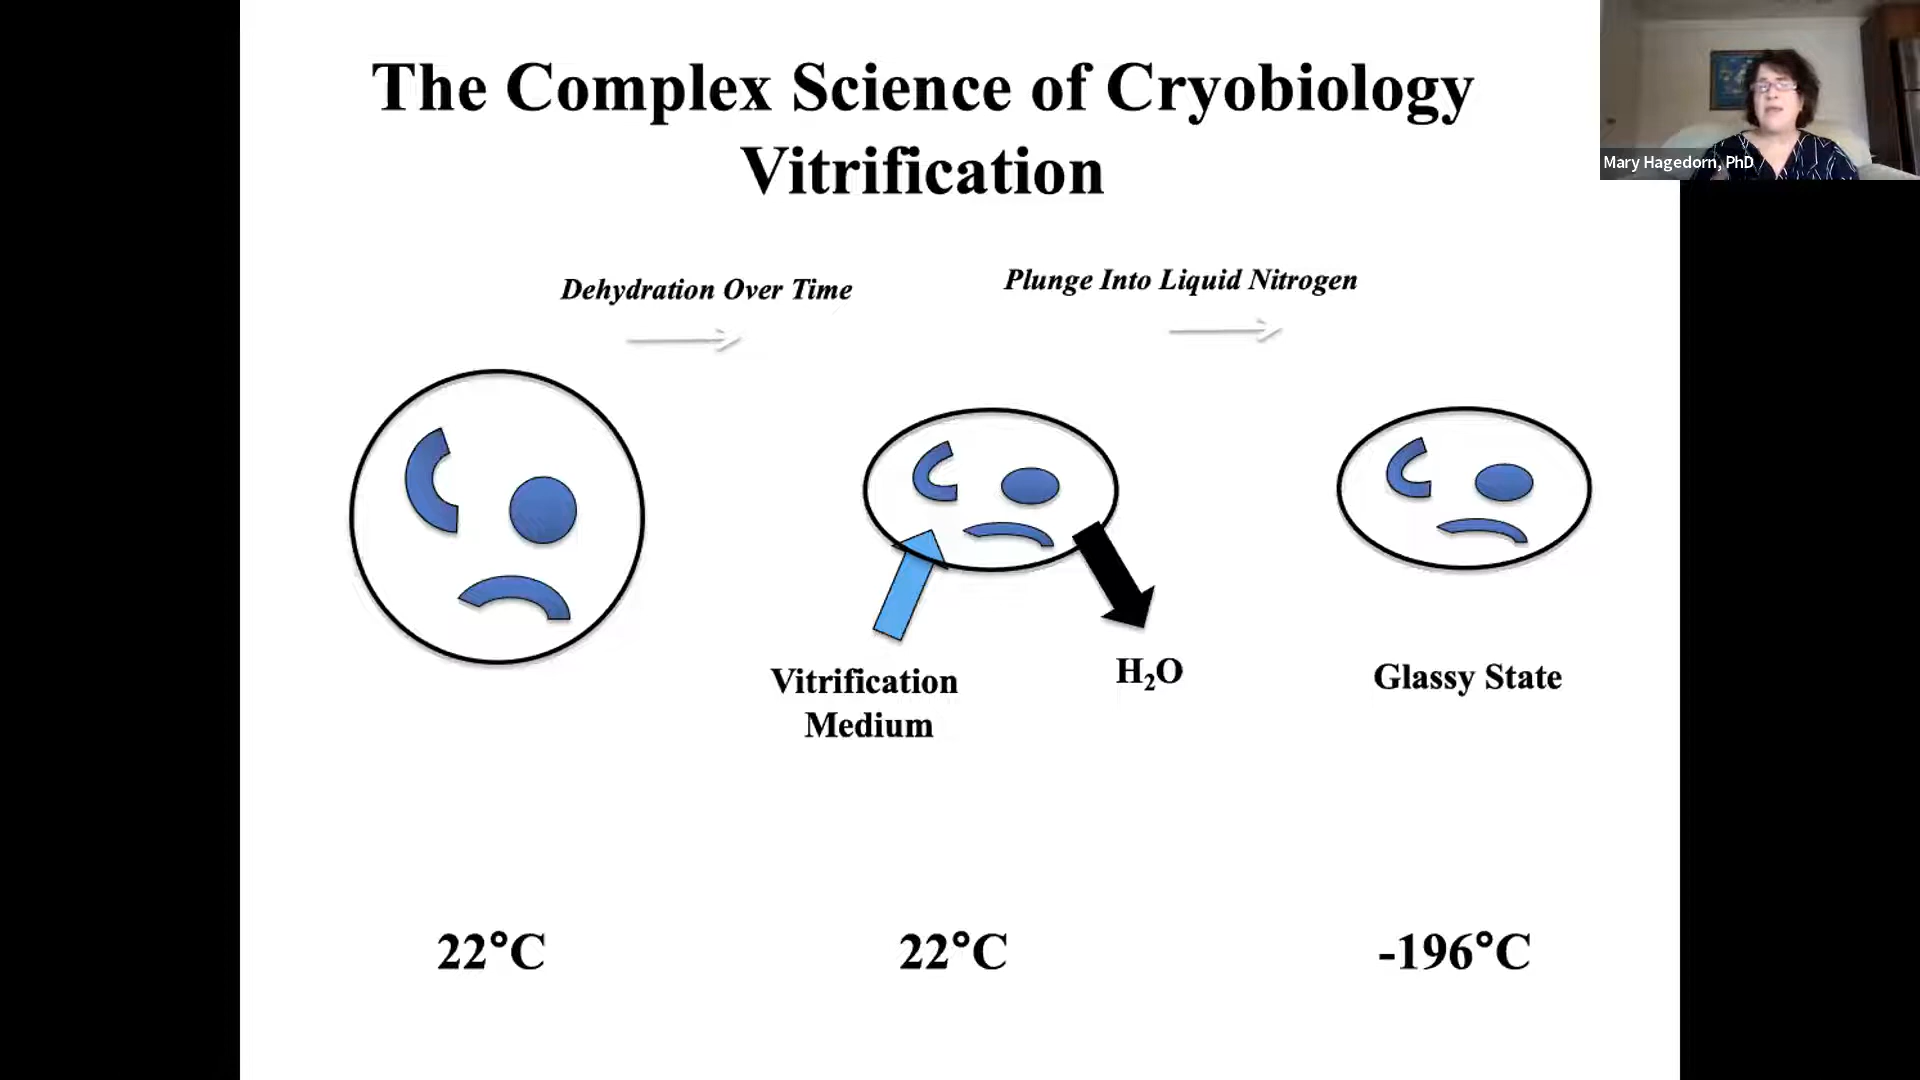 The Complex Science of Cryobiology
Vitrification
Mary Hagedorn, PhD
Dehydration Over Time
Plunge Into Liquid Nitrogen
Vitrification
Medium
H₂O
Glassy State
22°C
22°C
-196°C